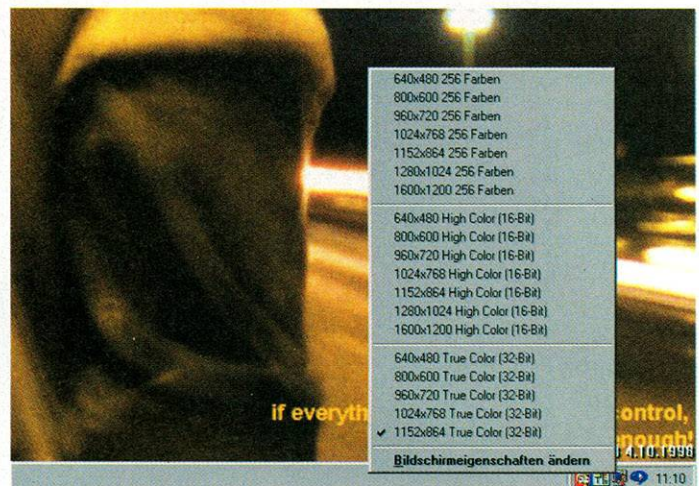 640x480 256 Farben
800x600 256 Farben
960x720 256 Farben
1024x768 256 Farben
1152x864 256 Farben
1280x1024 256 Farben
1600x1200 256 Farben
640x480 High Color (16-Bit)
800x600 High Color (16-Bit)
960x720 High Color (16-Bit)
1024x768 High Color (16-Bit)
1152x864 High Color (16-Bit)
1280x1024 High Color (16-Bit)
1600x1200 High Color (16-Bit)
640x480 True Color (32-Bit)
800x600 True Color (32-Bit)
960x720 True Color (32-Bit)
1024x768 True Color (32-Bit)
1152x864 True Color (32-Bit)
Bildschirmeigenschaften ändern
if everyth ontrol,
enough!
4.10.1998
11:10